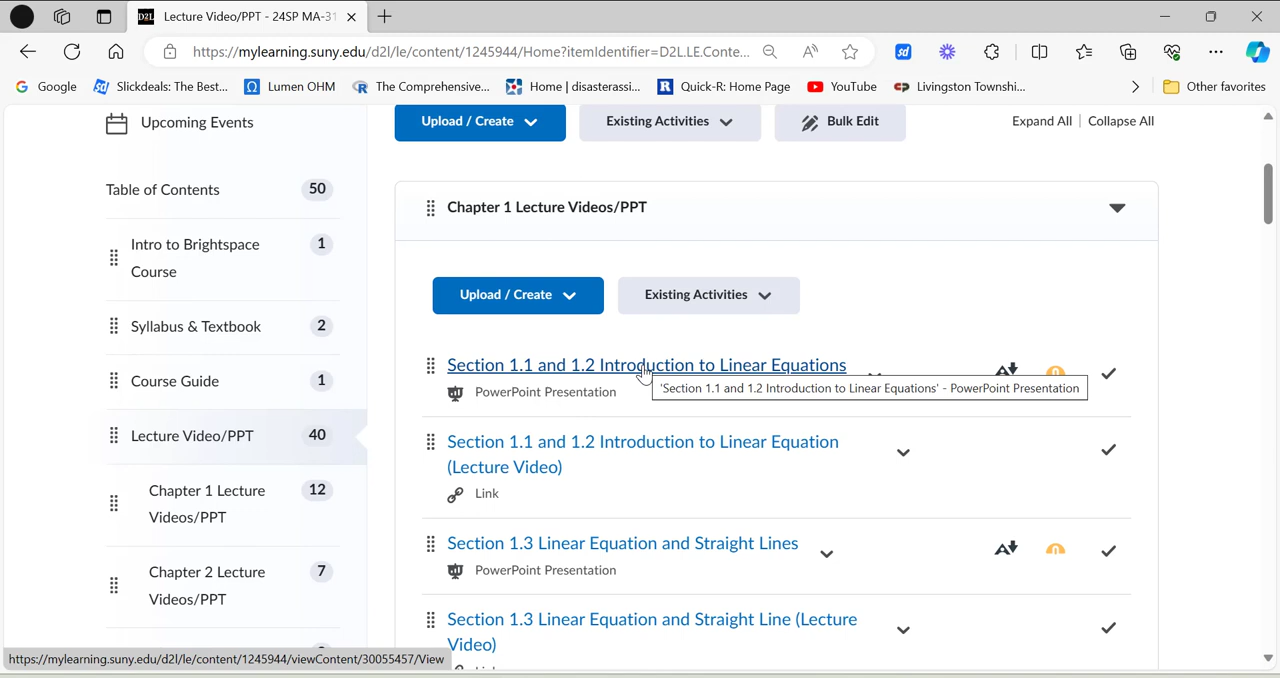 D2L Lecture Video/PPT - 24SP MA-31
https://mylearning.suny.edu/d2l/le/content/1245944/Home?itemIdentifier=D2L.LE.Conte...
Google
Slickdeals: The Best...
Lumen OHM
The Comprehense...
Home | disasterassi...
Quick-R: Home Page
YouTube
Livingston Townshi...
Other favorites
Upcoming Events
Table of Contents 50
Intro to Brightspace
Course
1
Syllabus & Textbook 2
Course Guide 1
Lecture Video/PPT 40
Chapter 1 Lecture
Videos/PPT
12
Chapter 2 Lecture
Videos/PPT
7
Upload / Create
Existing Activities
Bulk Edit
Expand All | Collapse All
Chapter 1 Lecture Videos/PPT
Upload / Create
Existing Activities
Section 1.1 and 1.2 Introduction to Linear Equations
PowerPoint Presentation
'Section 1.1 and 1.2 Introduction to Linear Equations' - PowerPoint Presentation
Section 1.1 and 1.2 Introduction to Linear Equation
(Lecture Video)
Link
Section 1.3 Linear Equation and Straight Lines
PowerPoint Presentation
Section 1.3 Linear Equation and Straight Line (Lecture
Video)
https://mylearning.suny.edu/d2l/le/content/1245944/viewContent/30055457/View